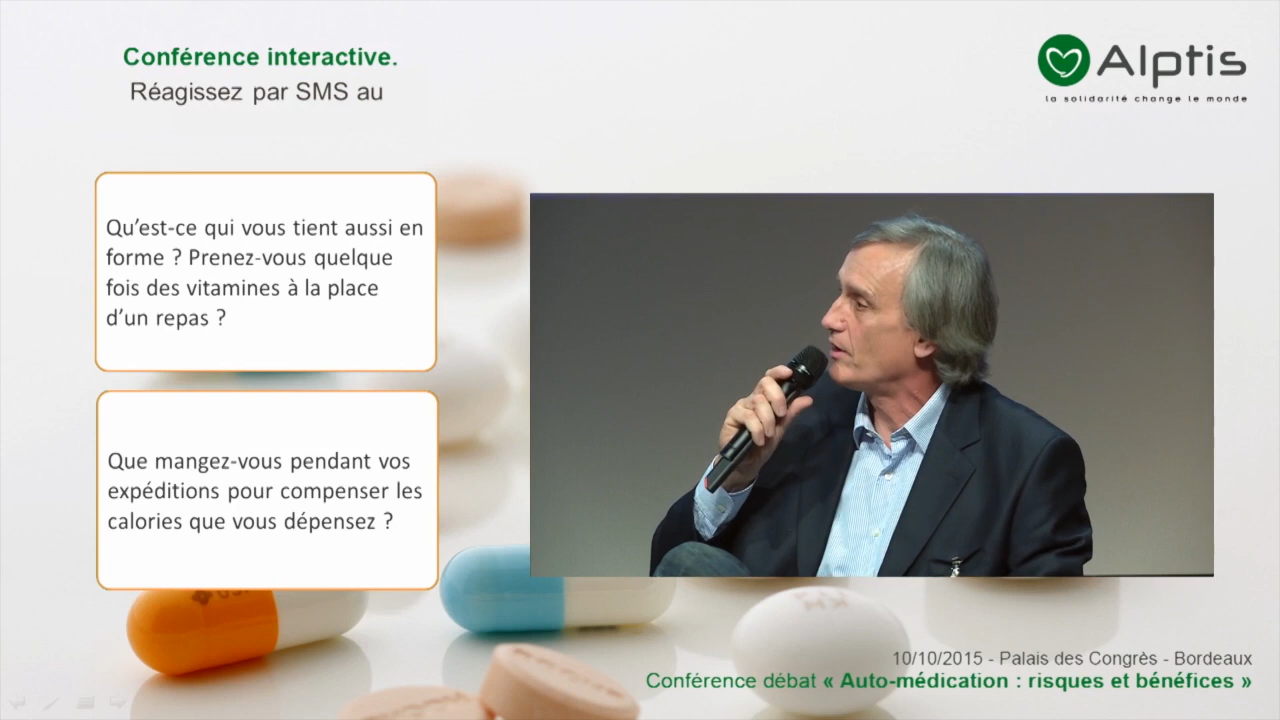 Conférence interactive.
Réagissez par SMS au
Alptis
la solidarité change le monde
Qu’est-ce qui vous tient aussi en
forme ? Prenez-vous quelque
fois des vitamines à la place
d’un repas ?
Que mangez-vous pendant vos
expéditions pour compenser les
calories que vous dépensez ?
10/10/2015 - Palais des Congrès - Bordeaux
Conférence débat « Auto-médication : risques et bénéfices »